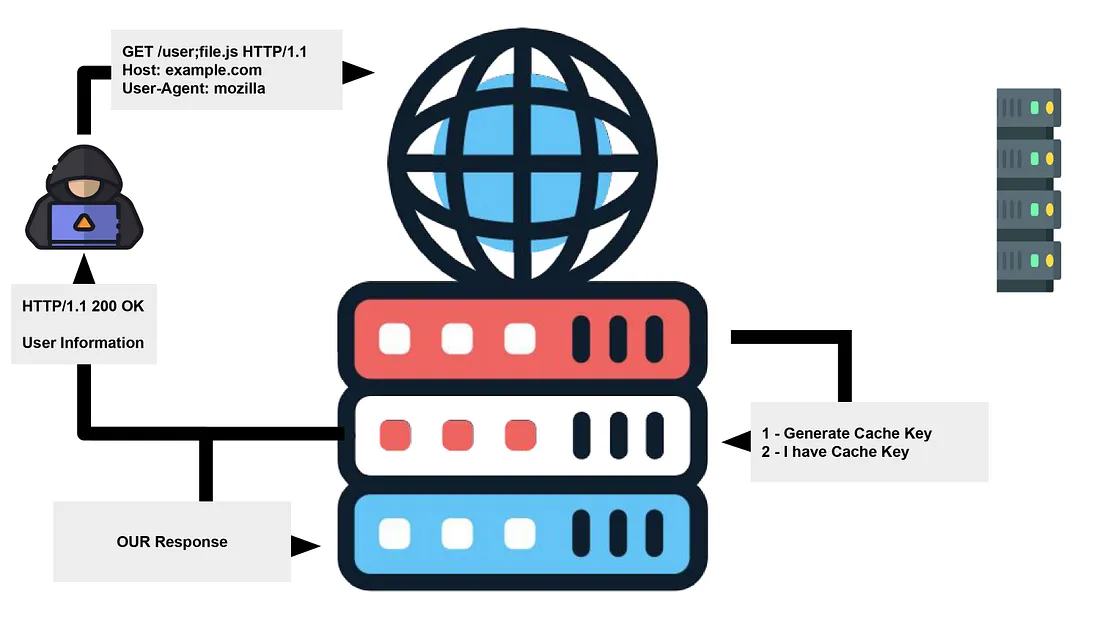 GET /user;file.js HTTP/1.1
Host: example.com
User-Agent: mozilla
HTTP/1.1 200 OK
User Information
1 - Generate Cache Key
2 - I have Cache Key
OUR Response